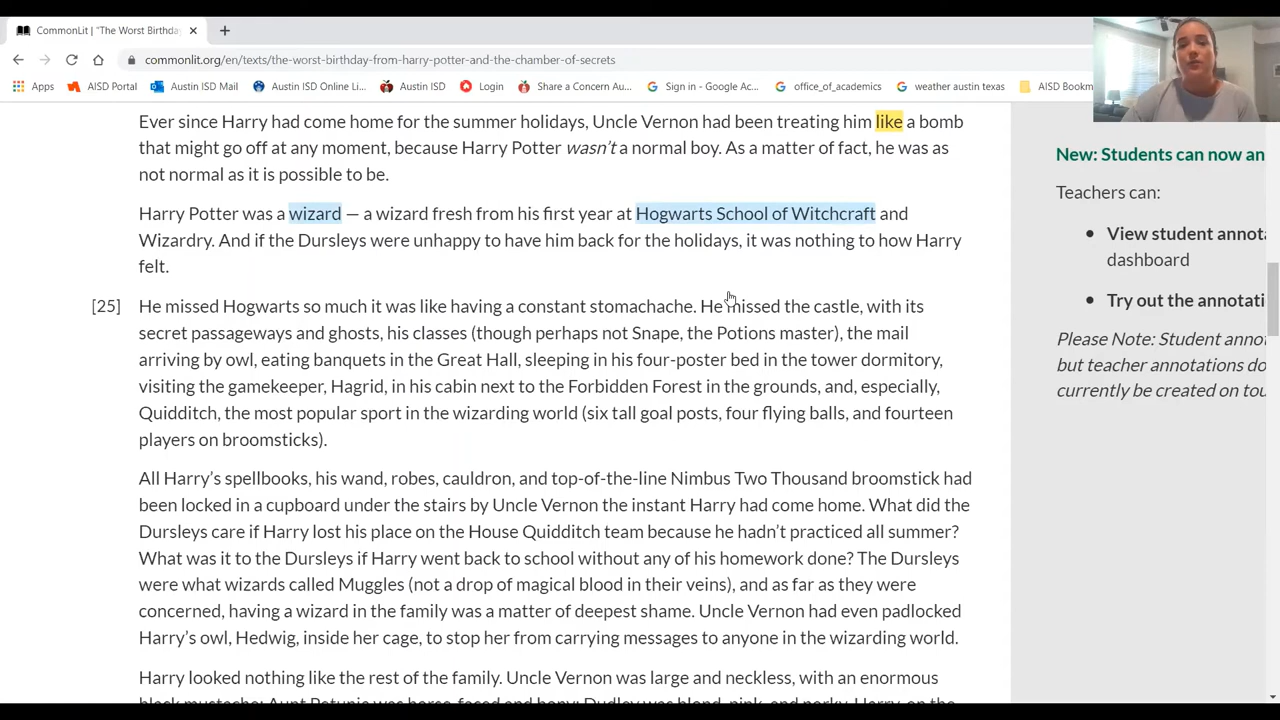 CommonLit | "The Worst Birthda
commonlit.org/en/texts/the-worst-birthday-from-harry-potter-and-the-chamber-of-secrets
Apps AISD Portal Austin ISD Mail Austin ISD Online Li... Austin ISD Login Share a Concern Au... Sign in - Google Ac... office_of_academics weather austin texas AISD Bookm
Ever since Harry had come home for the summer holidays, Uncle Vernon had been treating him like a bomb
that might go off at any moment, because Harry Potter wasn't a normal boy. As a matter of fact, he was as
not normal as it is possible to be.
Harry Potter was a wizard — a wizard fresh from his first year at Hogwarts School of Witchcraft and
Wizardry. And if the Dursleys were unhappy to have him back for the holidays, it was nothing to how Harry
felt.
[25] He missed Hogwarts so much it was like having a constant stomachache. He missed the castle, with its
secret passageways and ghosts, his classes (though perhaps not Snape, the Potions master), the mail
arriving by owl, eating banquets in the Great Hall, sleeping in his four-poster bed in the tower dormitory,
visiting the gamekeeper, Hagrid, in his cabin next to the Forbidden Forest in the grounds, and, especially,
Quidditch, the most popular sport in the wizarding world (six tall goal posts, four flying balls, and fourteen
players on broomsticks).
All Harry's spellbooks, his wand, robes, cauldron, and top-of-the-line Nimbus Two Thousand broomstick had
been locked in a cupboard under the stairs by Uncle Vernon the instant Harry had come home. What did the
Dursleys care if Harry lost his place on the House Quidditch team because he hadn't practiced all summer?
What was it to the Dursleys if Harry went back to school without any of his homework done? The Dursleys
were what wizards called Muggles (not a drop of magical blood in their veins), and as far as they were
concerned, having a wizard in the family was a matter of deepest shame. Uncle Vernon had even padlocked
Harry's owl, Hedwig, inside her cage, to stop her from carrying messages to anyone in the wizarding world.
Harry looked nothing like the rest of the family. Uncle Vernon was large and neckless, with an enormous
black mustache; Aunt Petunia was horse-faced and bony; Dudley was blond, pink, and porky. Harry, on the
New: Students can now an
Teachers can:
• View student annota
dashboard
• Try out the annotati
Please Note: Student annot
but teacher annotations do
currently be created on tou